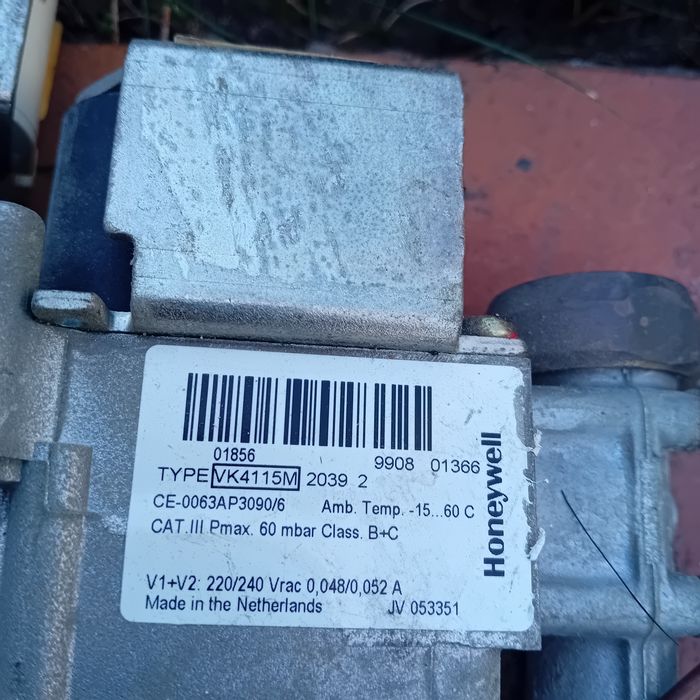 01856
9908 01366
TYPE VK4115M 2039 2
CE-0063AP3090/6 Amb. Temp. -15...60 C
CAT.III Pmax. 60 mbar Class. B+C
V1+V2: 220/240 Vrac 0,048/0,052 A
Made in the Netherlands JV 053351
Honeywell